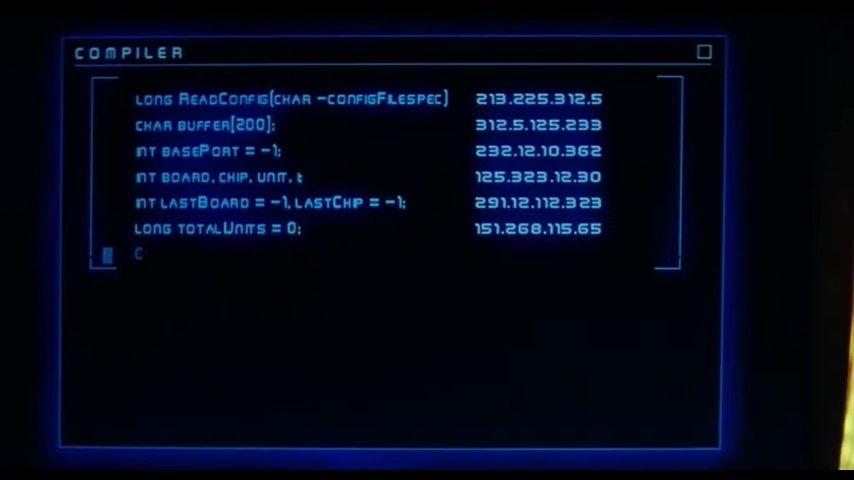 COMPILER
LONG READCONFIG(CHAR -CONFIGFILESPEC) 213.225.312.5
CHAR BUFFER[200]; 312.5.125.233
INT BASEPORT = -1; 232.12.10.362
INT BOARD, CHIP, UNIT, t 125.323.12.30
INT LASTBOARD = -1, LASTCHIP = -1; 291.12.112.323
LONG TOTALUNITS = 0; 151.268.115.65
C